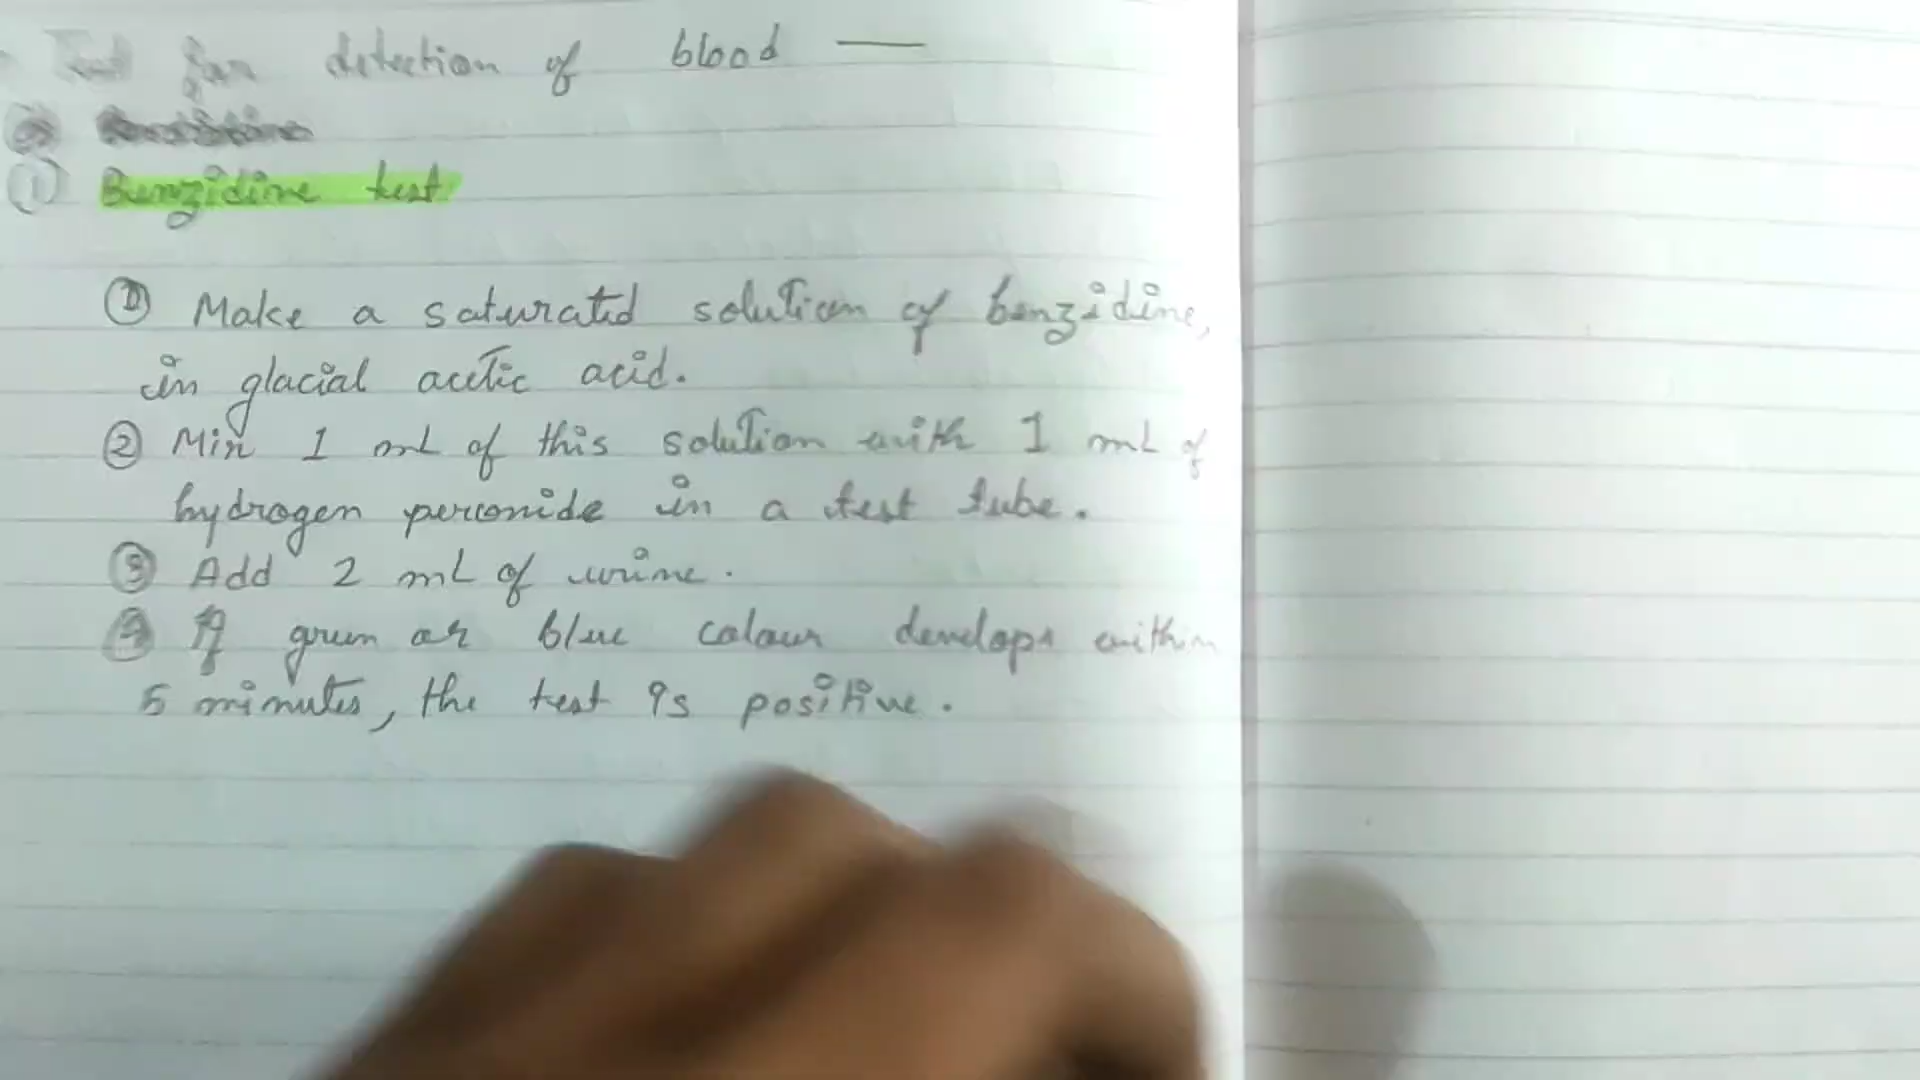 Test for detection of blood —
① Benzidine test
① Make a saturated solution of benzidine,
in glacial acetic acid.
② Mix 1 mL of this solution with 1 mL of
hydrogen peroxide in a test tube.
③ Add 2 mL of urine.
④ If green or blue colour develops within
5 minutes, the test is positive.